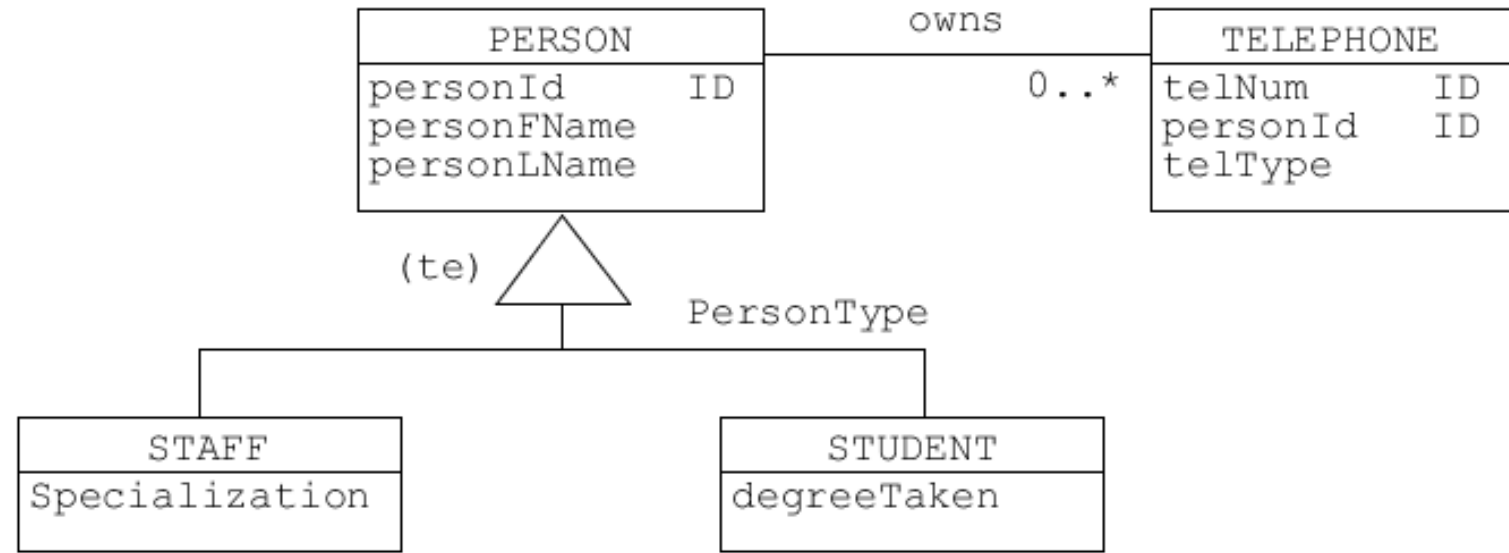 PERSON
personId ID
personFName
personLName
owns
0..*
TELEPHONE
telNum ID
personId ID
telType
(te)
PersonType
STAFF
Specialization
STUDENT
degreeTaken